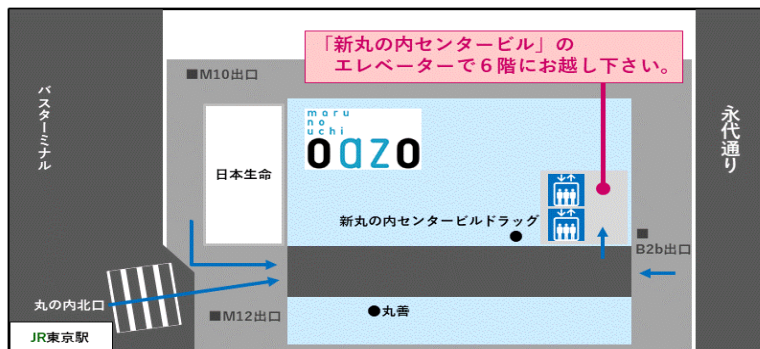 「新丸の内センタービル」の
エレベーターで６階にお越し下さい。
■M10出口
バスターミナル
maru
no
uchi
oazo
日本生命
永代通り
新丸の内センタービルドラッグ
■
B2b出口
丸の内北口
■M12出口
●丸善
JR東京駅